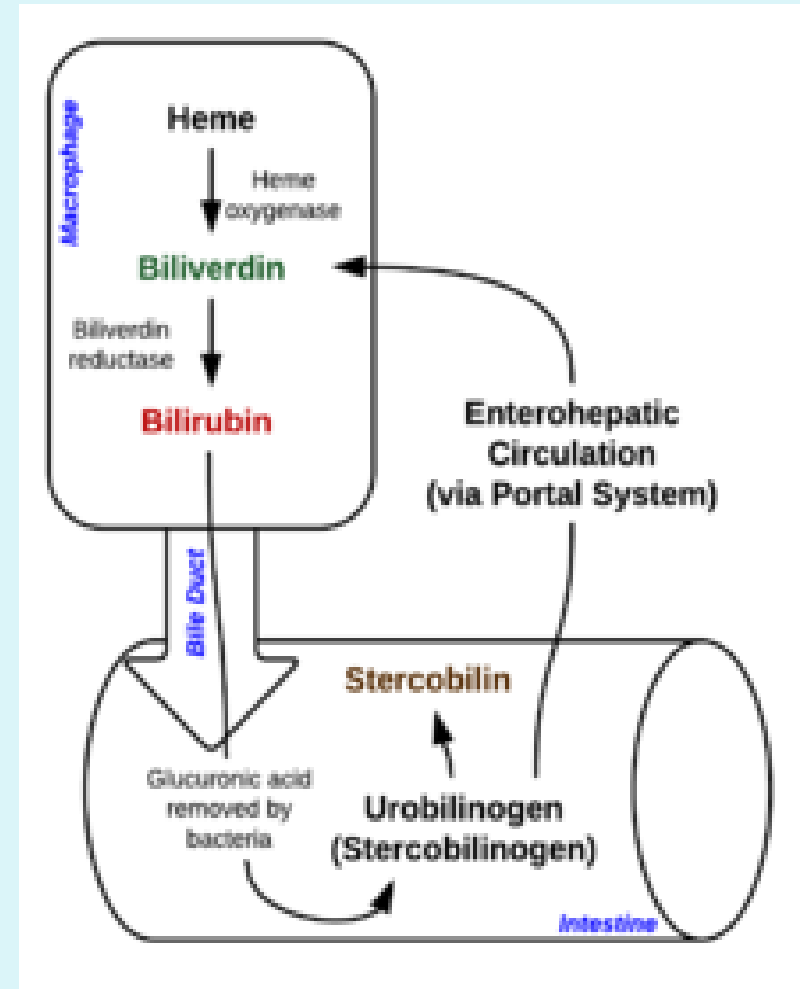 Macrophage
Heme
Heme
oxygenase
Biliverdin
Biliverdin
reductase
Bilirubin
Enterohepatic
Circulation
(via Portal System)
Bile Duct
Stercobilin
Glucuronic acid
removed by
bacteria
Urobilinogen
(Stercobilinogen)
Intestine